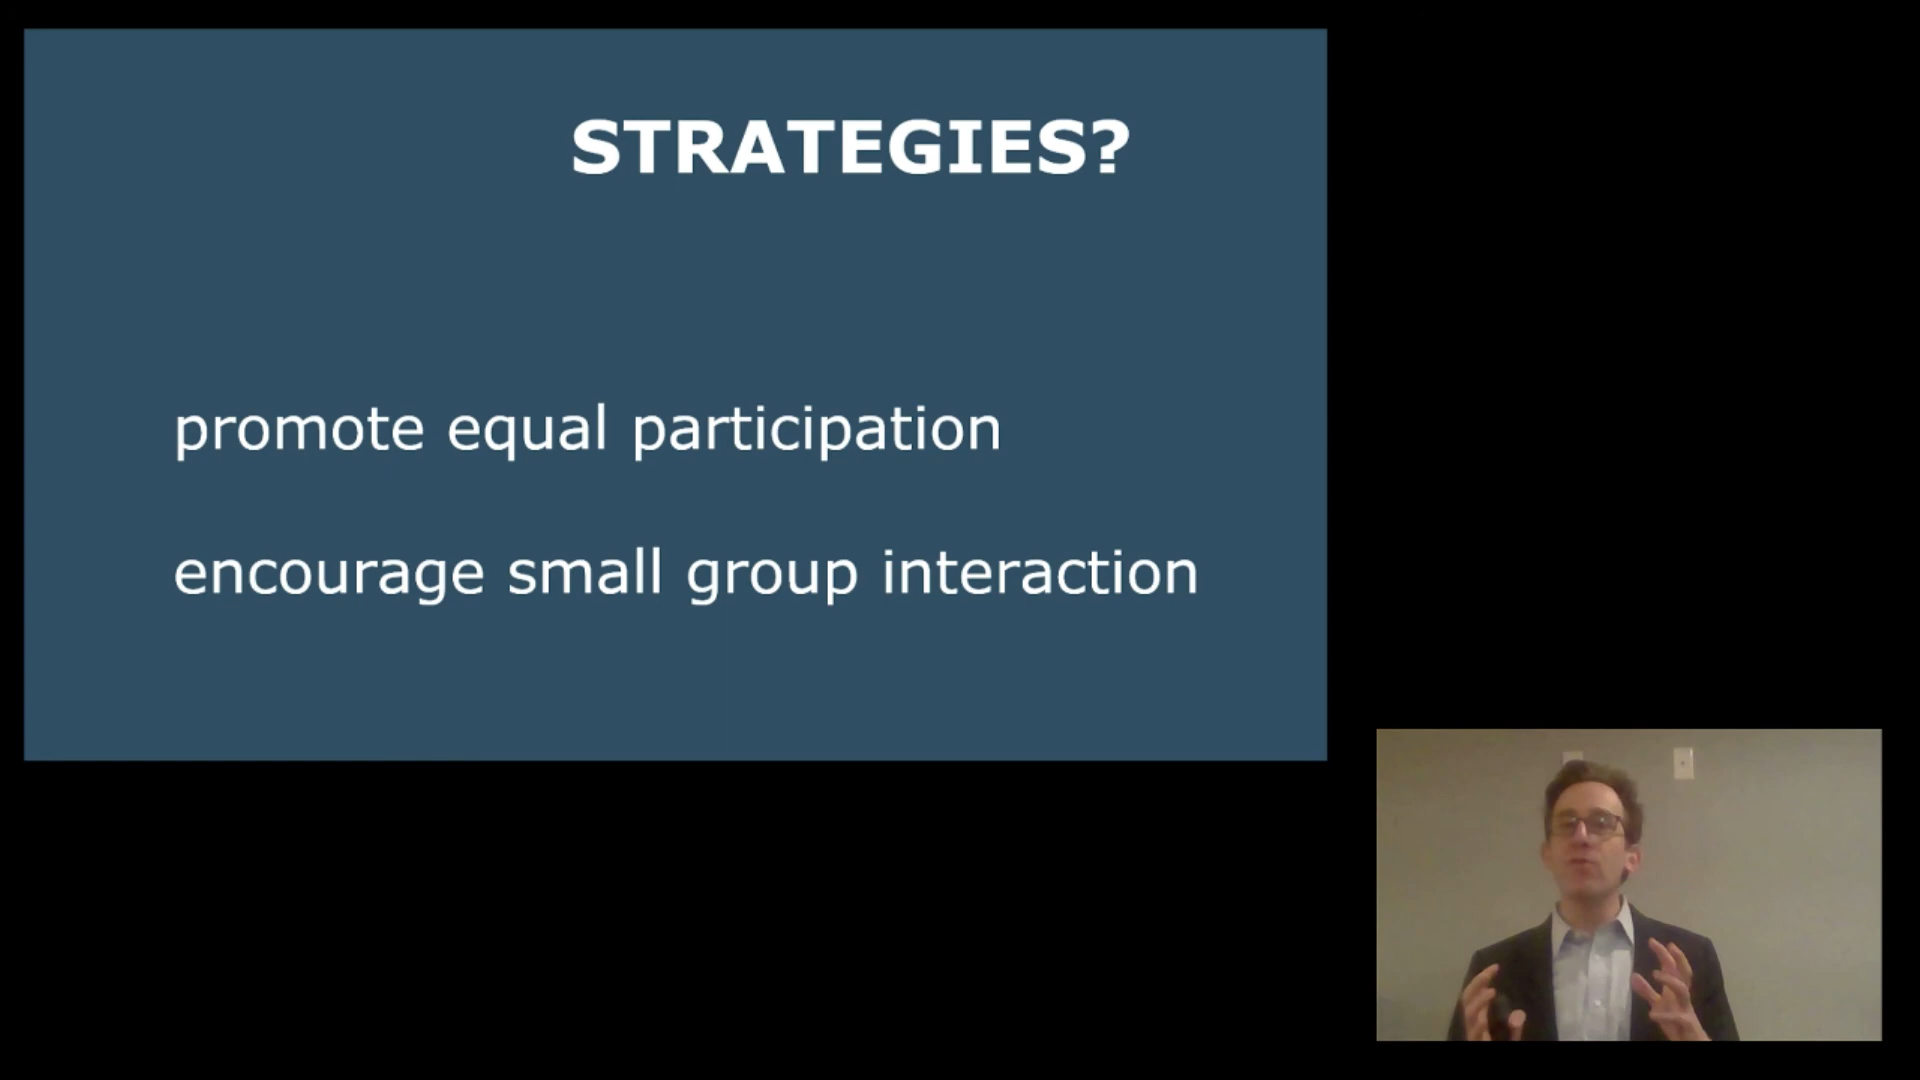 STRATEGIES?
promote equal participation
encourage small group interaction